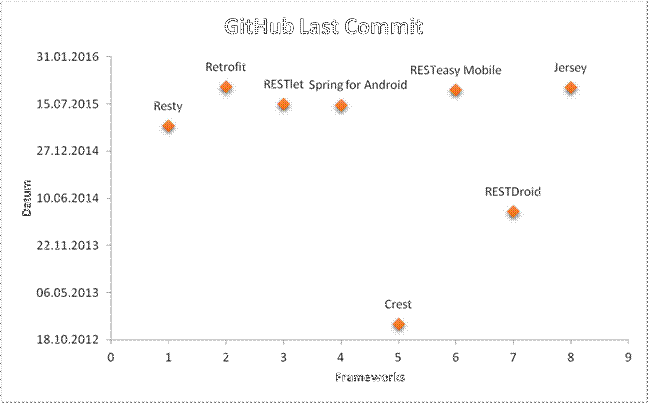 GitHub Last Commit
31.01.2016
15.07.2015
27.12.2014
10.06.2014
22.11.2013
06.05.2013
18.10.2012
Datum
Resty
Retrofit
RESTlet
Spring for Android
Crest
RESTeasy Mobile
RESTDroid
Jersey
0 1 2 3 4 5 6 7 8 9
Frameworks